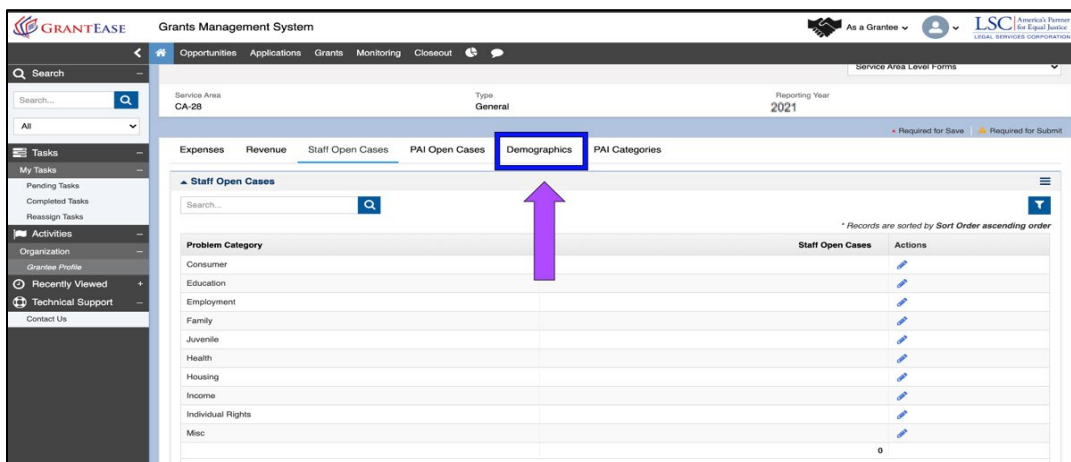 GRANTEASE Grants Management System As a Grantee LSC America's Partner for Equal Justice LEGAL SERVICES CORPORATION
Opportunities Applications Grants Monitoring Closeout
Search
Search...
All
Tasks
My Tasks
Pending Tasks
Completed Tasks
Reassign Tasks
Activities
Organization
Grantee Profile
Recently Viewed
Technical Support
Contact Us
Service Area Level Forms
Service Area Type Reporting Year
CA-28 General 2021
* Required for Save Required for Submit
Expenses Revenue Staff Open Cases PAI Open Cases Demographics PAI Categories
Staff Open Cases
Search...
* Records are sorted by Sort Order ascending order
Problem Category Staff Open Cases Actions
Consumer
Education
Employment
Family
Juvenile
Health
Housing
Income
Individual Rights
Misc
0